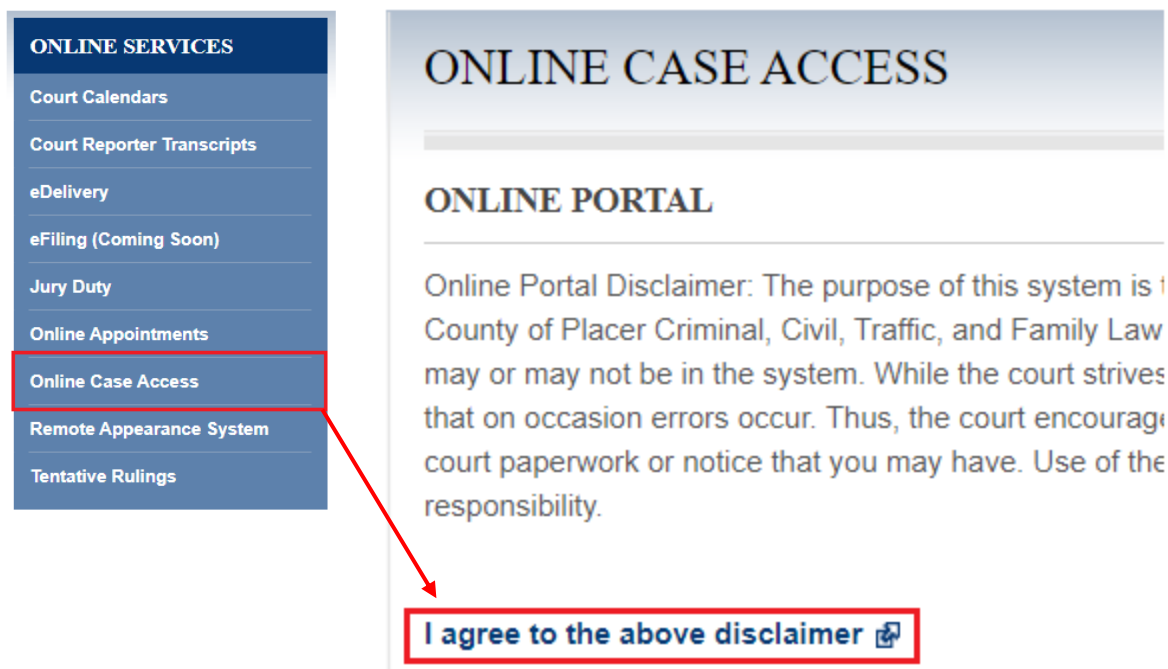 ONLINE SERVICES
Court Calendars
Court Reporter Transcripts
eDelivery
eFiling (Coming Soon)
Jury Duty
Online Appointments
Online Case Access
Remote Appearance System
Tentative Rulings
ONLINE CASE ACCESS
ONLINE PORTAL
Online Portal Disclaimer: The purpose of this system is
County of Placer Criminal, Civil, Traffic, and Family Law
may or may not be in the system. While the court strives
that on occasion errors occur. Thus, the court
court paperwork or notice that you may have. Use of the
responsibility.
I agree to the above disclaimer